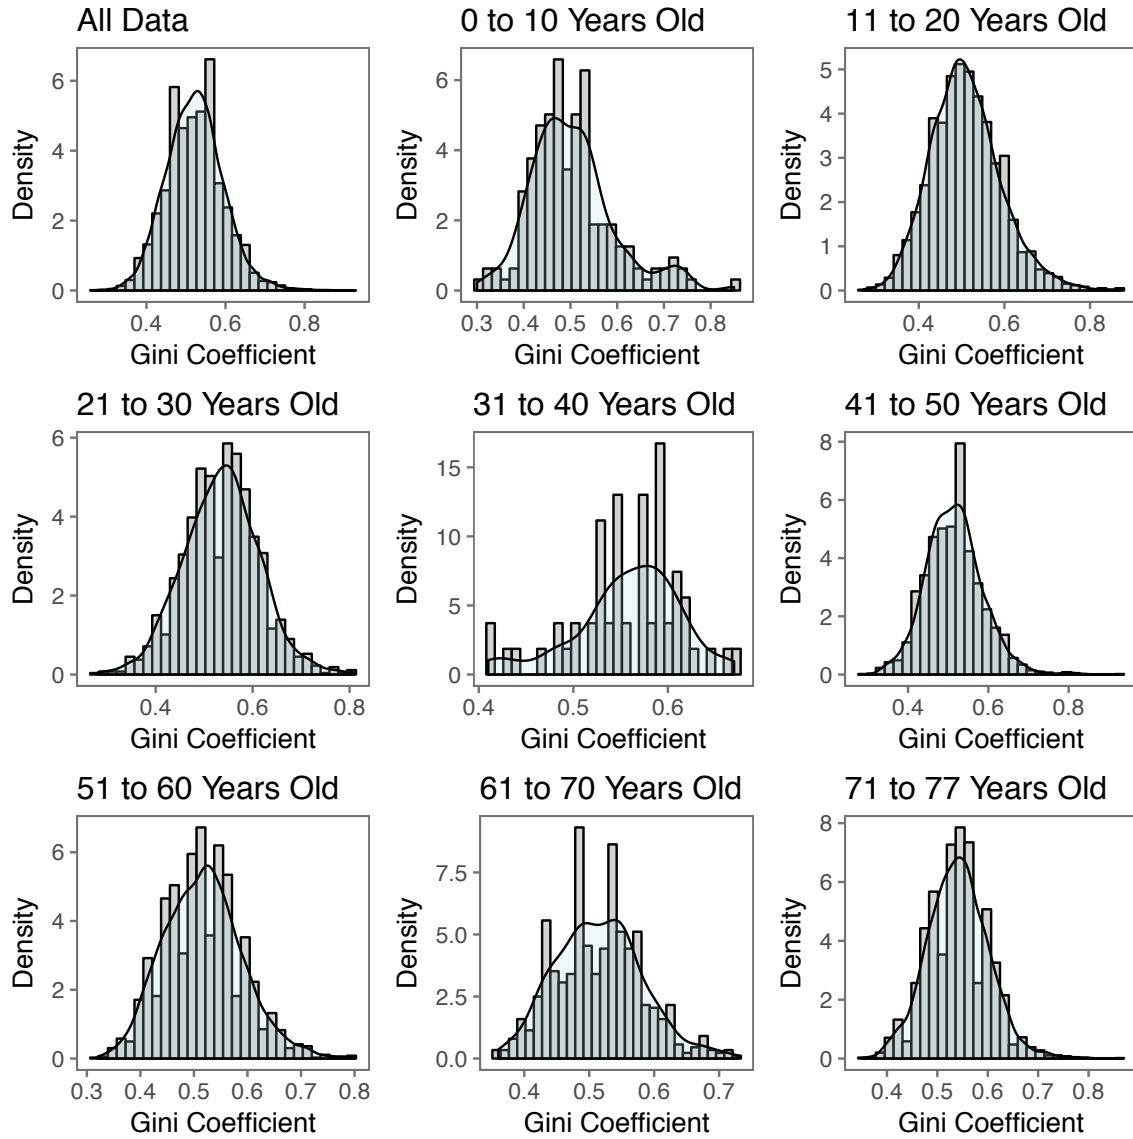 All Data
0 to 10 Years Old
11 to 20 Years Old
Density
0
2
4
6
0.4
0.6
0.8
Gini Coefficient
Density
0
2
4
6
0.3
0.4
0.5
0.6
0.7
0.8
Gini Coefficient
Density
0
1
2
3
4
5
0.4
0.6
0.8
Gini Coefficient
21 to 30 Years Old
31 to 40 Years Old
41 to 50 Years Old
Density
0
2
4
6
0.4
0.6
0.8
Gini Coefficient
Density
0
5
10
15
0.4
0.5
0.6
Gini Coefficient
Density
0
2
4
6
8
0.4
0.6
0.8
Gini Coefficient
51 to 60 Years Old
61 to 70 Years Old
71 to 77 Years Old
Density
0
2
4
6
0.3
0.4
0.5
0.6
0.7
0.8
Gini Coefficient
Density
0.0
2.5
5.0
7.5
0.4
0.5
0.6
0.7
Gini Coefficient
Density
0
2
4
6
8
0.4
0.5
0.6
0.7
0.8
Gini Coefficient